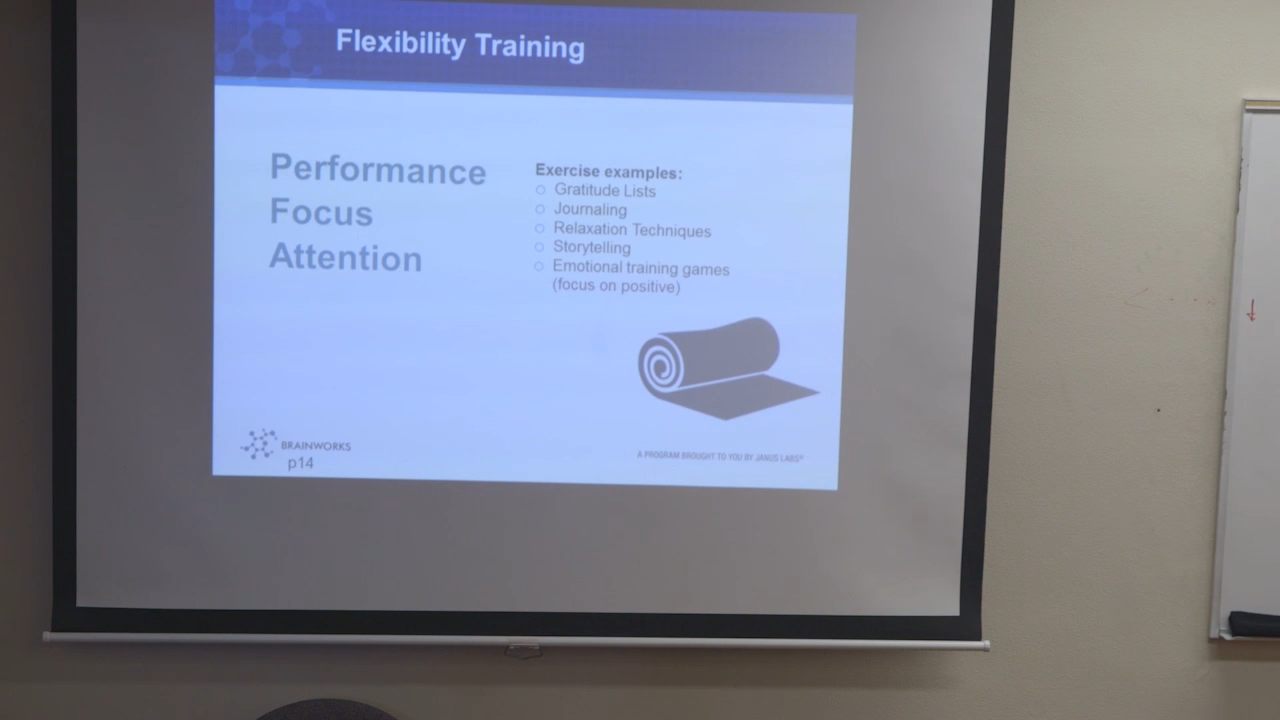 Flexibility Training
Performance
Focus
Attention
Exercise examples:
Gratitude Lists
Journaling
Relaxation Techniques
Storytelling
Emotional training games
(focus on positive)
BRAINWORKS
p14
A PROGRAM BROUGHT TO YOU BY JANUS LABS®